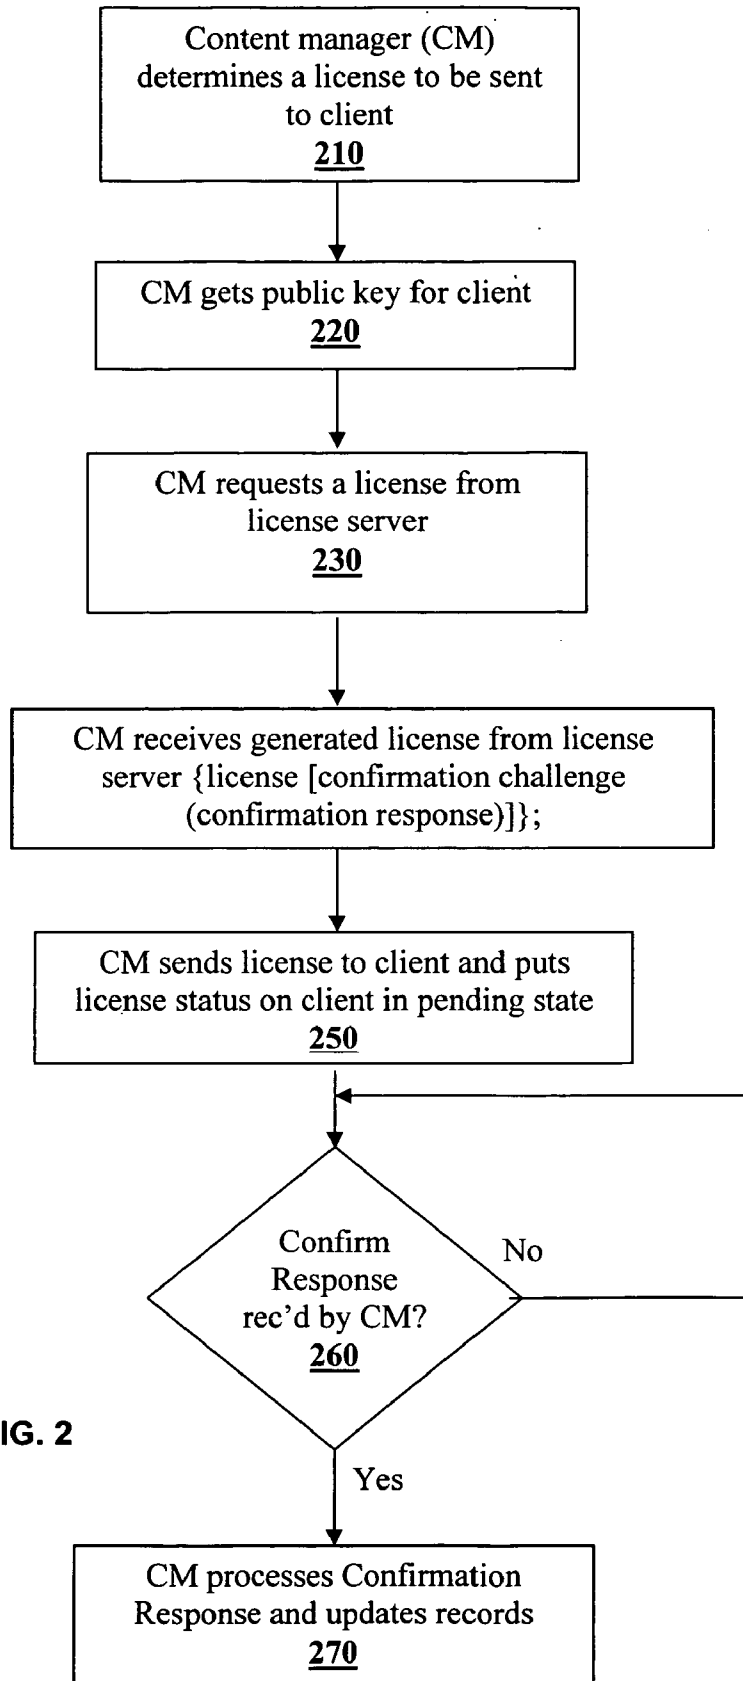 Content manager (CM)
determines a license to be sent
to client
210
CM gets public key for client
220
CM requests a license from
license server
230
CM receives generated license from license
server {license [confirmation challenge
(confirmation response)]};
CM sends license to client and puts
license status on client in pending state
250
Confirm
Response
rec'd by CM?
260
No
IG. 2
Yes
CM processes Confirmation
Response and updates records
270